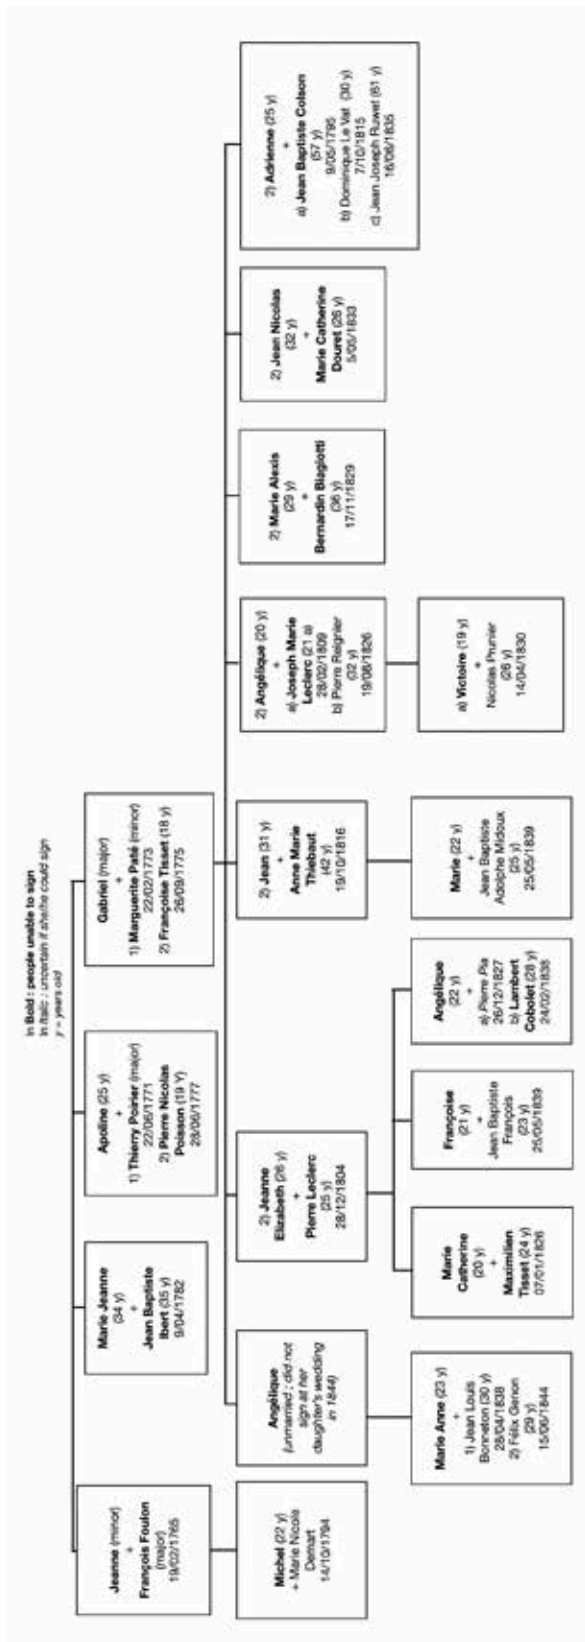 In Bold : people unable to sign
In Italic : uncertain if she/he could sign
y = years old
Jeanne (minor)
+
François Foulon
(major)
19/02/1765
Marie Jeanne
(34 y)
+
Jean Baptiste
Ibert (35 y)
9/04/1782
Apoline (25 y)
+
1) Thierry Poirier (major)
22/06/1771
2) Pierre Nicolas
Poisson (19 Y)
28/06/1777
Gabriel (major)
+
1) Marguerite Paté (minor)
22/02/1773
2) Françoise Tisset (18 y)
26/09/1775
Michel (22 y)
+ Marie Nicole
Demart
14/10/1794
Angélique
(unmarried ; did not
sign at her
daughter's wedding
in 1844)
2) Jeanne
Elizabeth (26 y)
+
Pierre Leclerc
(25 y)
28/12/1804
2) Jean (31 y)
+
Anne Marie
Thiebaut
(42 y)
19/10/1816
2) Angélique (20 y)
+
a) Joseph Marie
Leclerc (21 a)
28/02/1809
b) Pierre Reignier
(32 y)
19/08/1826
2) Marie Alexis
(29 y)
+
Bernardin Biagiotti
(36 y)
17/11/1829
2) Jean Nicolas
(32 y)
+
Marie Catherine
Douret (26 y)
5/05/1833
2) Adrienne (25 y)
+
a) Jean Baptiste Colson
(57 y)
9/05/1795
b) Dominique Le Vat (30 y)
7/10/1815
c) Jean Joseph Ruwet (61 y)
16/06/1835
Marie Anne (23 y)
+
1) Jean Louis
Bonneton (30 y)
28/04/1838
2) Félix Genon
(29 y)
15/06/1844
Marie
Catherine
(20 y)
+
Maximilien
Tisset (24 y)
07/01/1826
Françoise
(21 y)
+
Jean Baptiste
François
(23 y)
25/05/1839
Angélique
(22 y)
+
a) Pierre Pia
26/12/1827
b) Lambert
Cobolet (28 y)
24/02/1838
Marie (22 y)
+
Jean Baptiste
Adolphe Midoux
(25 y)
25/05/1839
a) Victoire (19 y)
+
Nicolas Prunier
(26 y)
14/04/1830